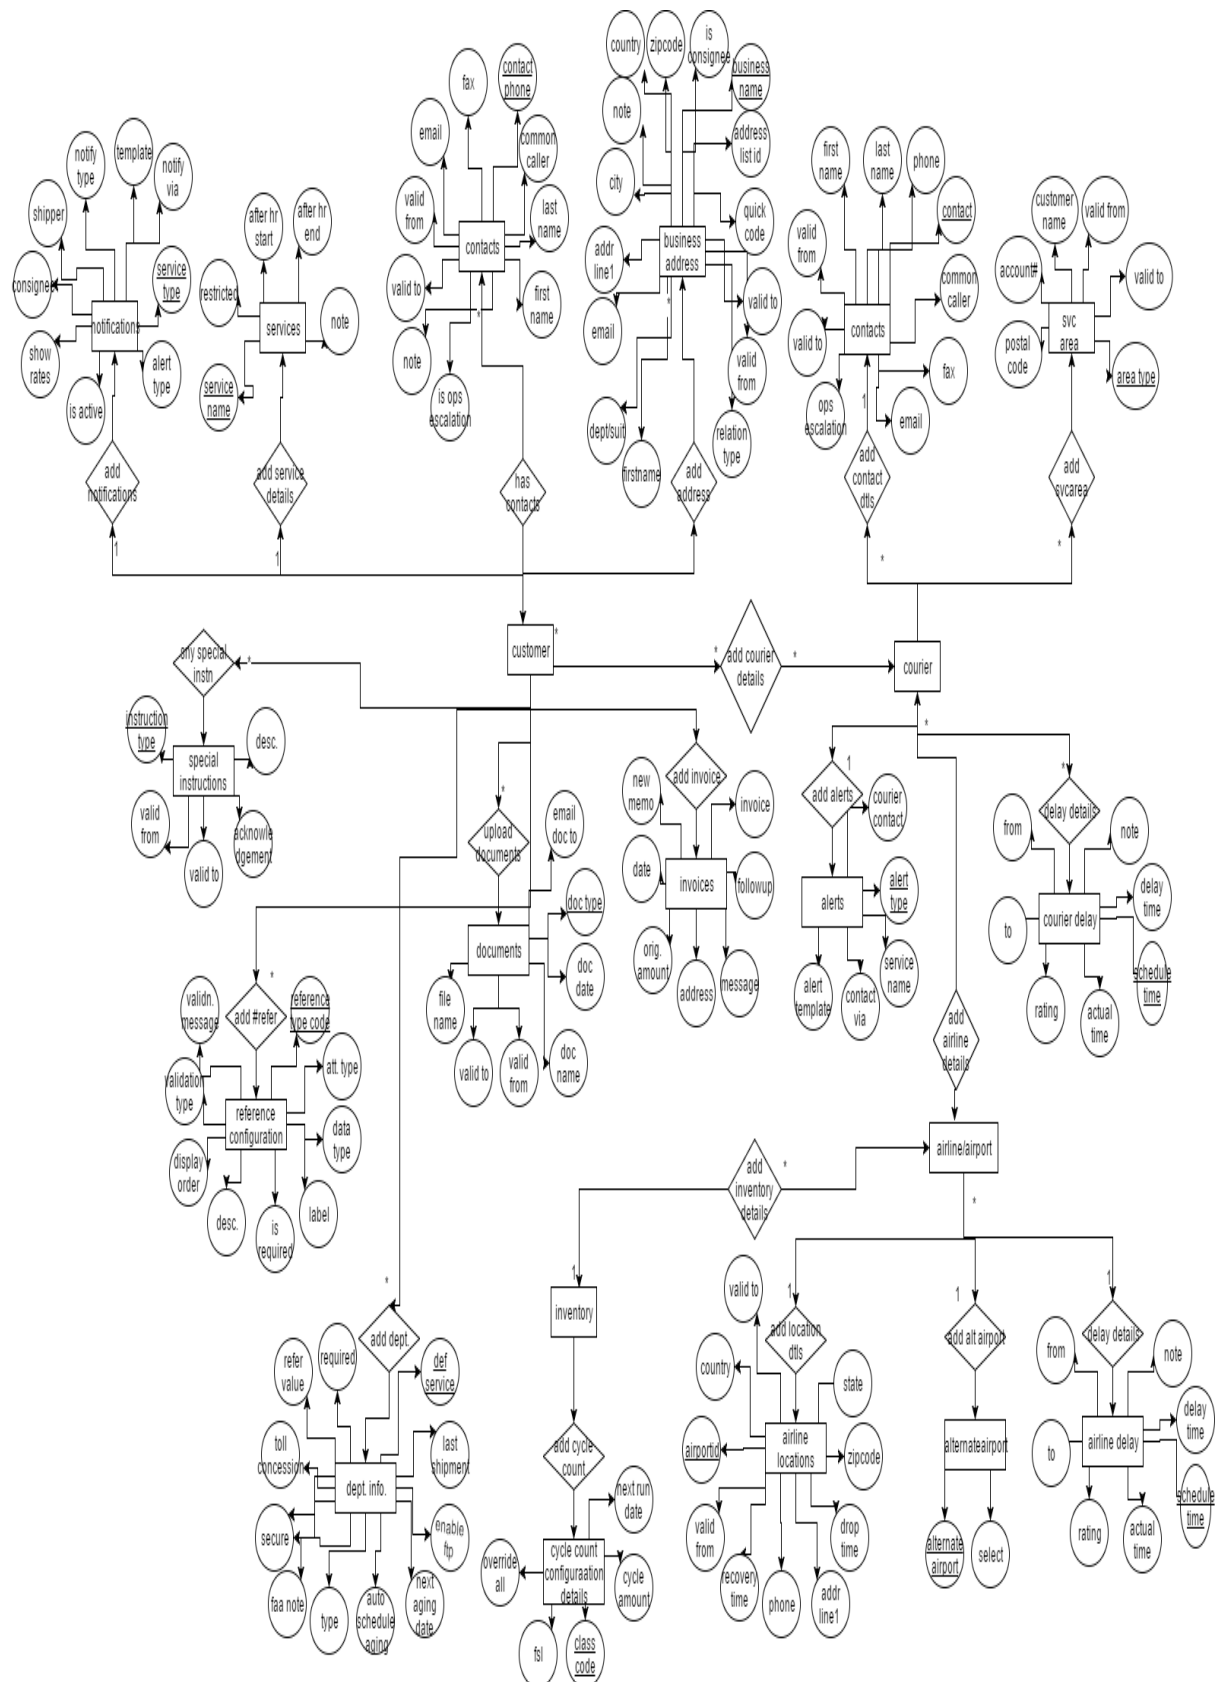 country
zipcode
is
consignee
business
name
fax
contact
phone
note
address
list id
email
common
caller
template
notify
type
notify
via
first
name
last
name
phone
city
quick
code
shipper
after hr
start
after hr
end
valid
from
last
name
contact
customer
name
valid from
business
address
addr
line1
valid
from
contacts
consignee
service
type
restricted
account#
valid to
common
caller
valid to
first
name
valid to
notifications
services
note
email
contacts
svc
area
valid to
show
rates
alert
type
note
valid
from
postal
code
fax
area type
is active
service
name
is ops
escalation
dept/suit
relation
type
ops
escalation
email
firstname
add
notifications
add service
details
has
contacts
add
address
add
contact
dtls
add
svcarea
1
1
1
*
*
*
*
*
customer
*
any special
instn
*
*
add courier
details
*
courier
*
instruction
type
desc.
special
instructions
add invoice
1
add alerts
*
delay details
new
memo
invoice
courier
contact
from
note
valid
from
acknowle
dgement
valid to
*
upload
documents
email
doc to
date
invoices
followup
alerts
alert
type
delay
time
to
courier delay
doc type
documents
doc
date
orig.
amount
address
message
alert
template
contact
via
service
name
rating
actual
time
schedule
time
file
name
valid to
valid
from
doc
name
add
airline
details
*
validn.
message
add #refer
reference
type code
validation
type
att. type
reference
configuration
data
type
display
order
desc.
is
required
label
airline/airport
*
add
inventory
details
*
1
inventory
valid to
1
add location
dtls
1
add alt airport
1
delay details
*
add dept.
refer
value
required
def
service
country
state
from
note
toll
concession
last
shipment
dept. info.
add cycle
count
airportid
airline
locations
zipcode
alternateairport
to
airline delay
delay
time
schedule
time
secure
enable
ftp
next run
date
valid
from
drop
time
faa note
type
auto
schedule
aging
next
aging
date
override
all
cycle count
configuraation
details
cycle
amount
recovery
time
phone
addr
line1
alternate
airport
select
rating
actual
time
fsl
class
code